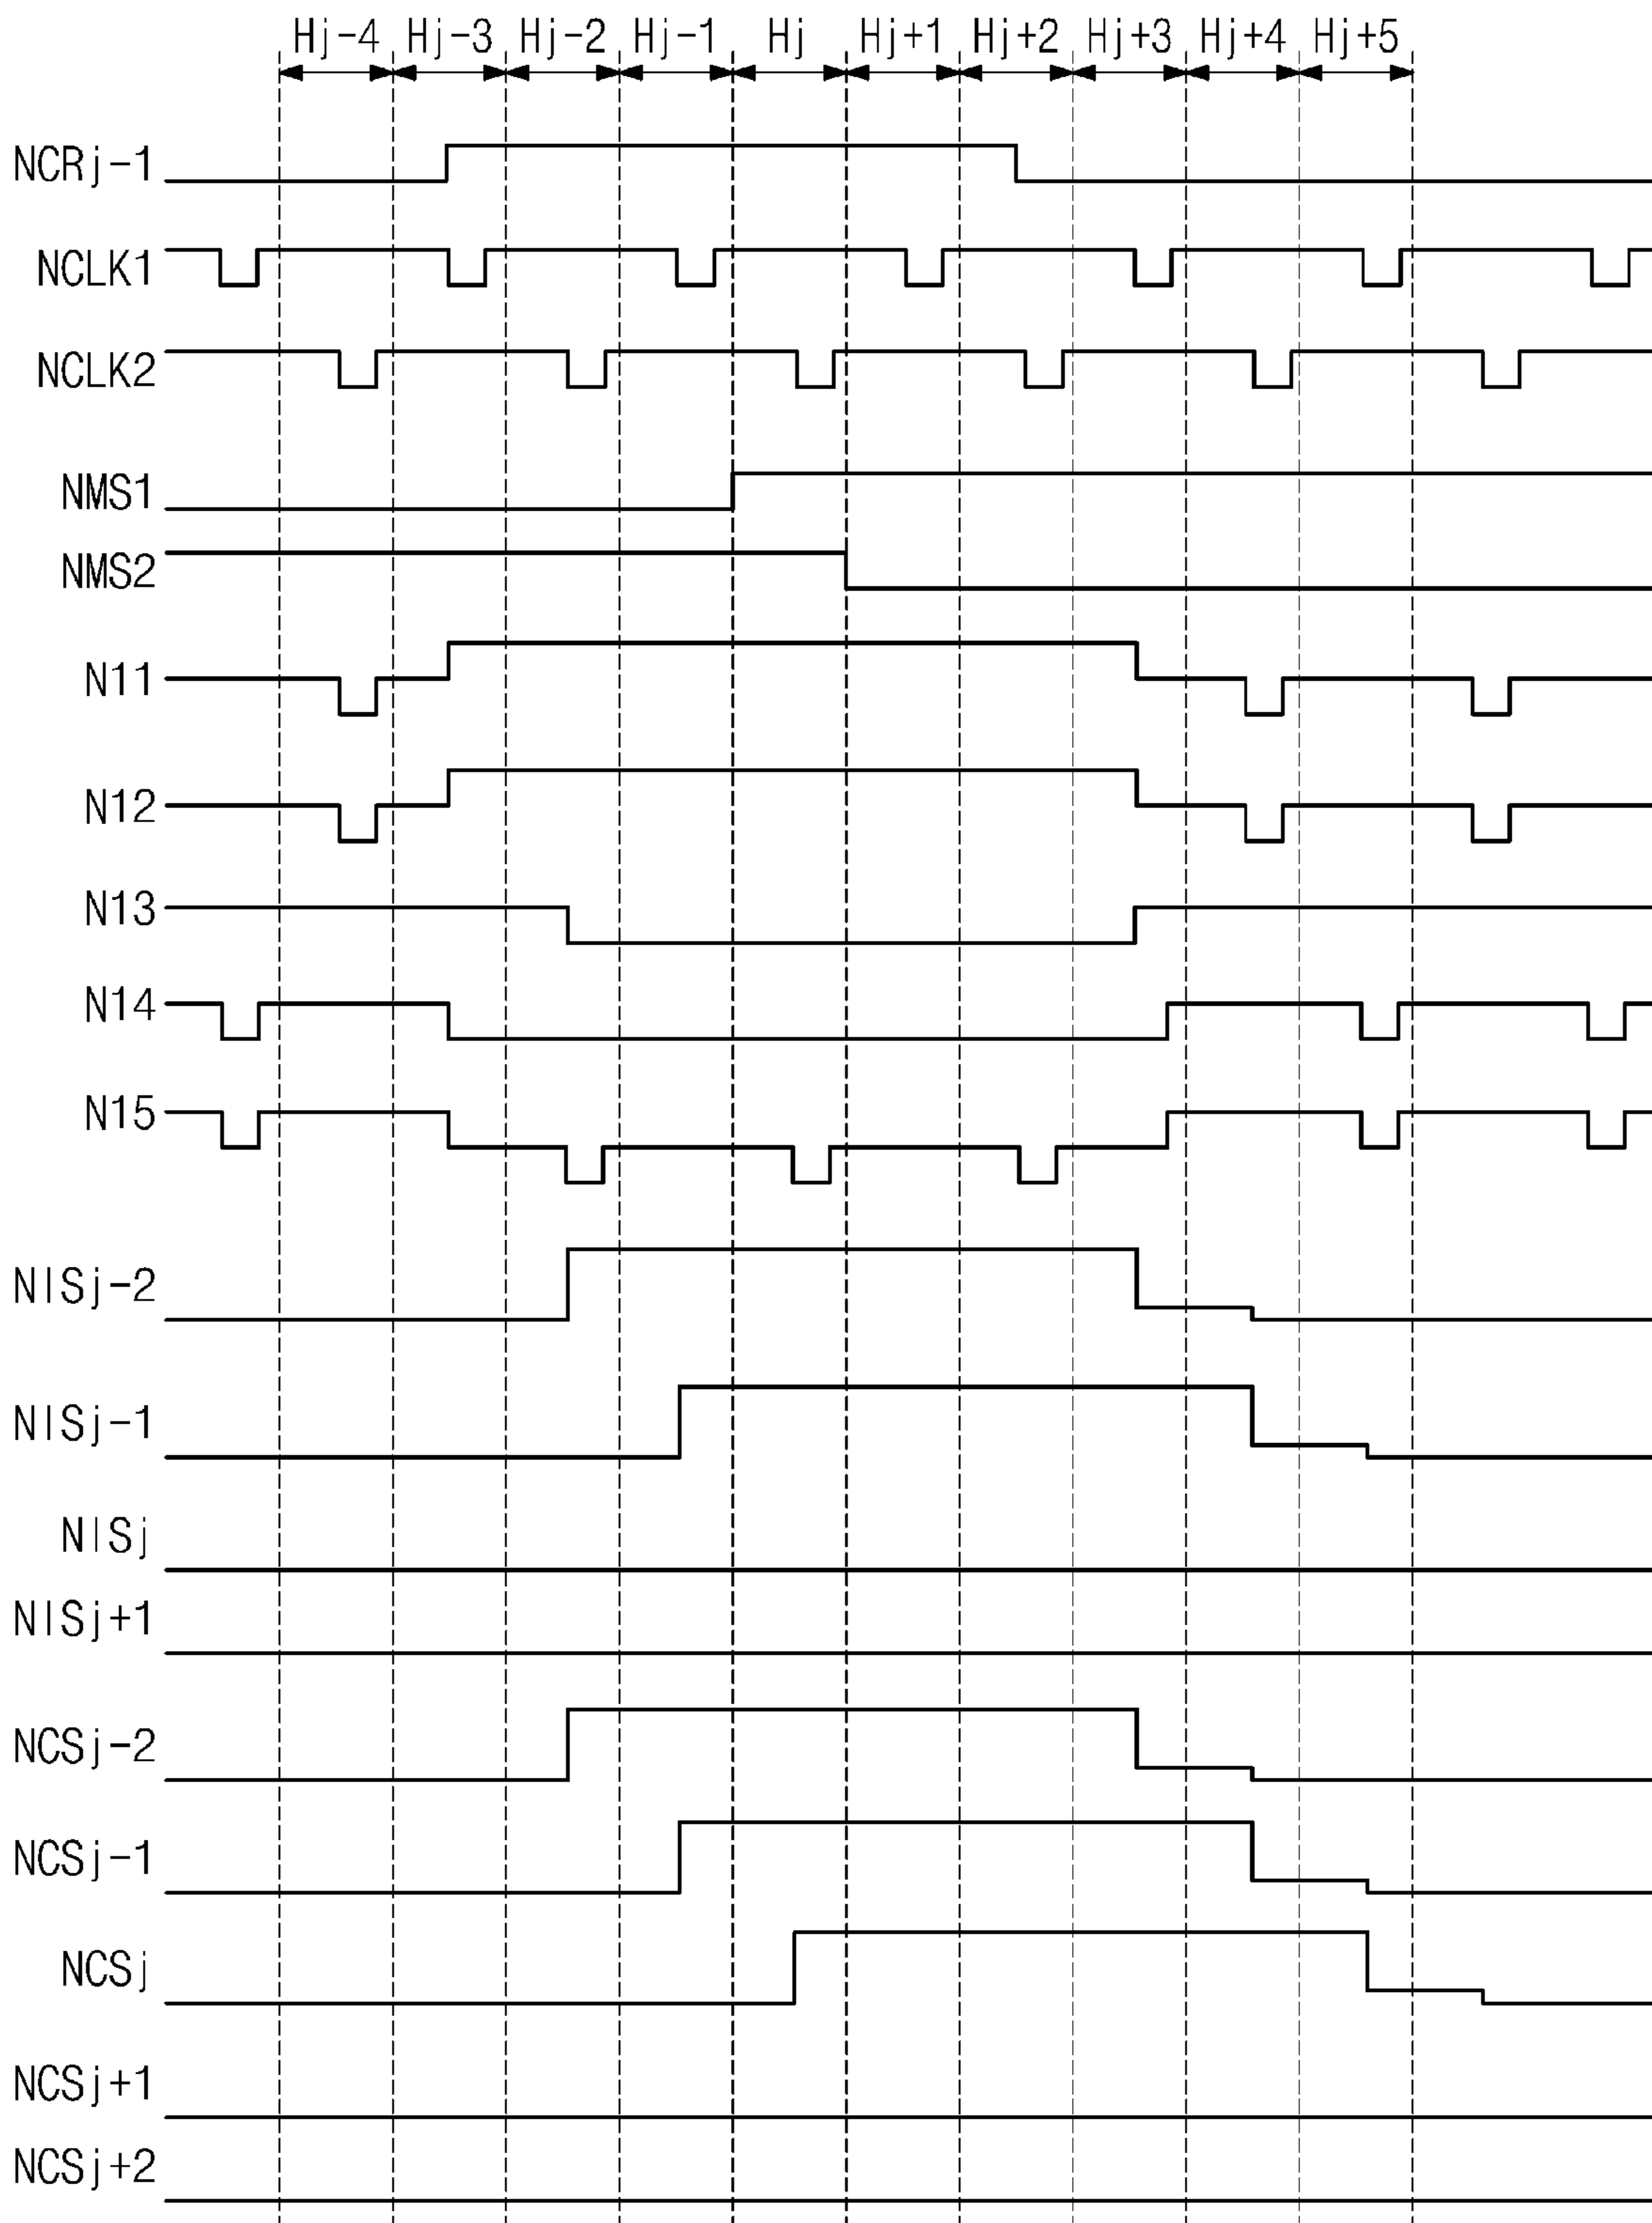 Hj-4 Hj-3 Hj-2 Hj-1 Hj Hj+1 Hj+2 Hj+3 Hj+4 Hj+5
NCRj-1
NCLK1
NCLK2
NMS1
NMS2
N11
N12
N13
N14
N15
NISj-2
NISj-1
NISj
NISj+1
NCSj-2
NCSj-1
NCSj
NCSj+1
NCSj+2